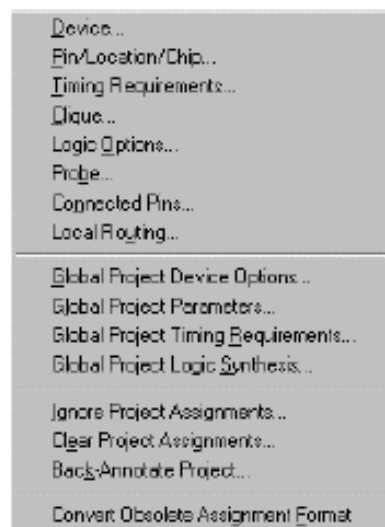 Device...
Pin/Location/Chip...
Timing Requirements...
Clique...
Logic Options...
Probe...
Connected Pins...
Local Routing...
Global Project Device Options...
Global Project Parameters...
Global Project Timing Requirements...
Global Project Logic Synthesis...
Ignore Project Assignments...
Clear Project Assignments...
Back-Annotate Project...
Convert Obsolete Assignment Format